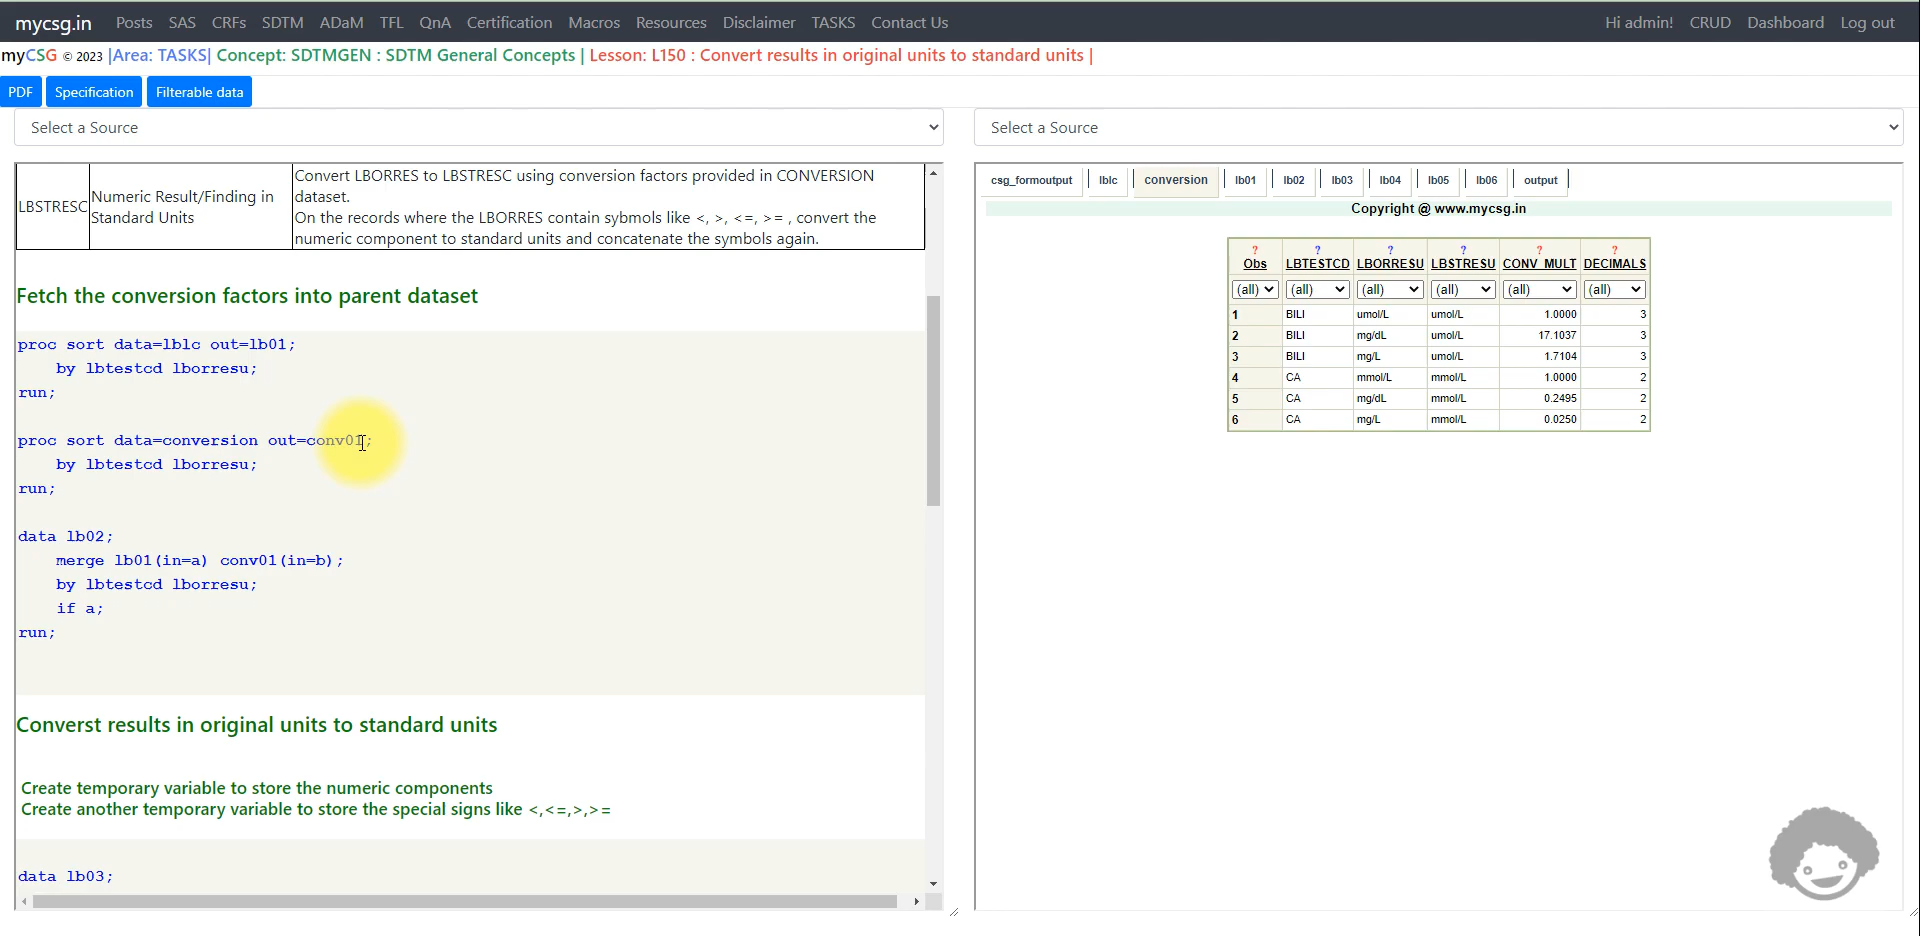 mycsg.in Posts SAS CRFs SDTM ADaM TFL QnA Certification Macros Resources Disclaimer TASKS Contact Us Hi admin! CRUD Dashboard Log out
myCSG © 2023 |Area: TASKS| Concept: SDTMGEN : SDTM General Concepts | Lesson: L150 : Convert results in original units to standard units |
PDF Specification Filterable data
Select a Source
LBSTRESC Numeric Result/Finding in Standard Units
Convert LBORRES to LBSTRESC using conversion factors provided in CONVERSION
dataset.
On the records where the LBORRES contain sybmols like <, >, <=, >= , convert the
numeric component to standard units and concatenate the symbols again.
Fetch the conversion factors into parent dataset
proc sort data=lblc out=lb01;
by lbtestcd lborresu;
run;
proc sort data=conversion out=conv01;
by lbtestcd lborresu;
run;
data lb02;
merge lb01(in=a) conv01(in=b);
by lbtestcd lborresu;
if a;
run;
Converst results in original units to standard units
Create temporary variable to store the numeric components
Create another temporary variable to store the special signs like <,<=,>,>=
data lb03;
Select a Source
csg_formoutput | lblc | conversion | lb01 | lb02 | lb03 | lb04 | lb05 | lb06 | output |
Copyright @ www.mycsg.in
? ? ? ? ? ?
Obs LBTESTCD LBORRESU LBSTRESU CONV_MULT DECIMALS
(all) (all) (all) (all) (all) (all)
1 BILI umol/L umol/L 1.0000 3
2 BILI mg/dL umol/L 17.1037 3
3 BILI mg/L umol/L 1.7104 3
4 CA mmol/L mmol/L 1.0000 2
5 CA mg/dL mmol/L 0.2495 2
6 CA mg/L mmol/L 0.0250 2